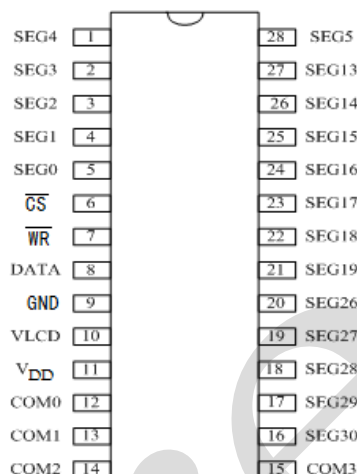 SEG4 1 28 SEG5
SEG3 2 27 SEG13
SEG2 3 26 SEG14
SEG1 4 25 SEG15
SEG0 5 24 SEG16
C̅S̅ 6 23 SEG17
W̅R̅ 7 22 SEG18
DATA 8 21 SEG19
GND 9 20 SEG26
VLCD 10 19 SEG27
VDD 11 18 SEG28
COM0 12 17 SEG29
COM1 13 16 SEG30
COM2 14 15 COM3